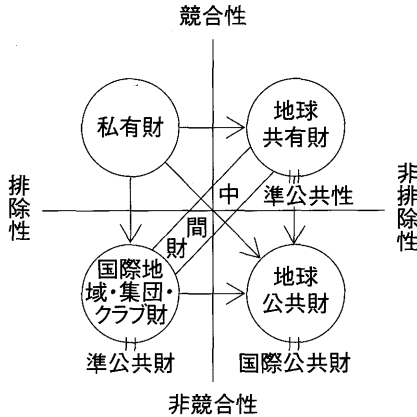 競合性
私有財
地球
共有財
準公共性
中
間
財
排除性
非排除性
国際地
域・集団・
クラブ財
地球
公共財
準公共財
国際公共財
非競合性